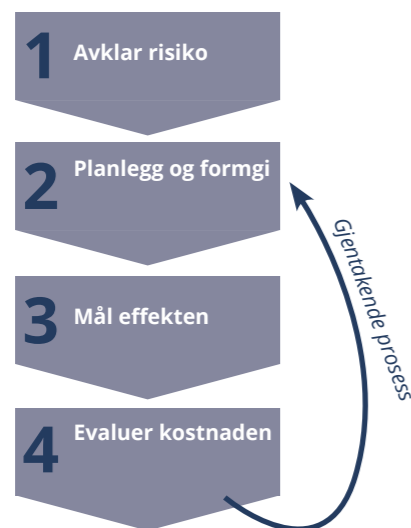 1 Avklar risiko
2 Planlegg og formgi
3 Mål effekten
4 Evaluer kostnaden
Gjentakende prosess